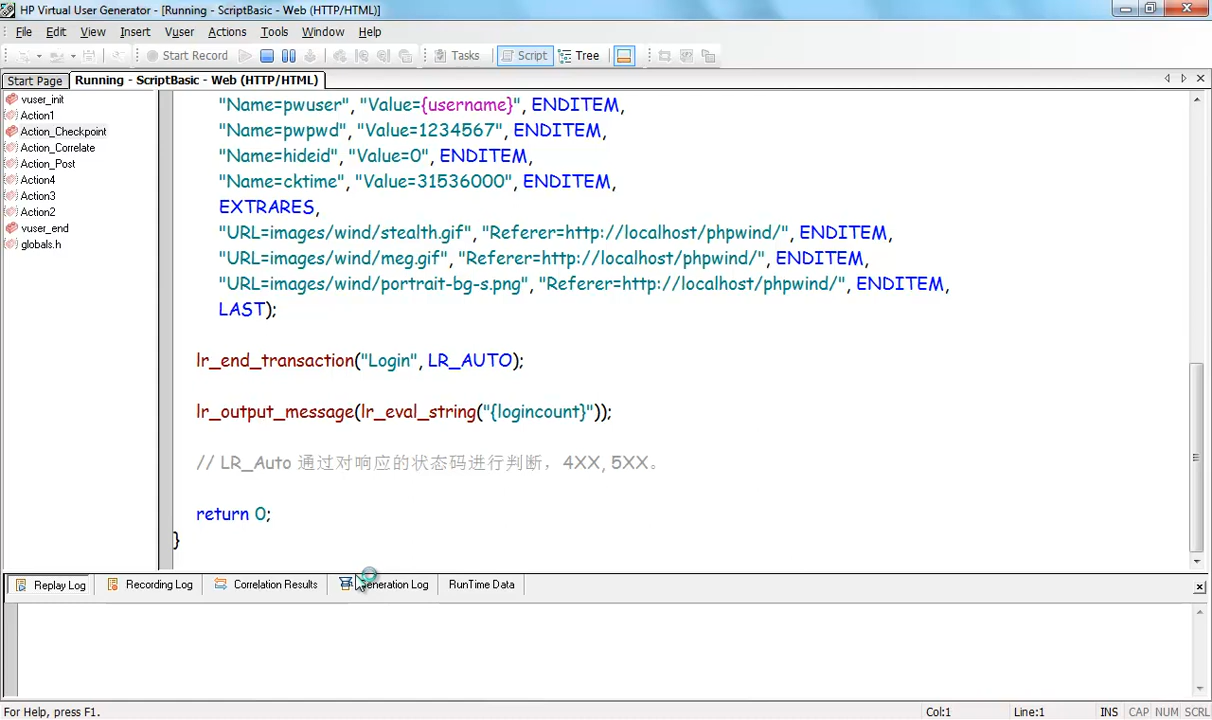 HP Virtual User Generator - [Running - ScriptBasic - Web (HTTP/HTML)]
File Edit View Insert Vuser Actions Tools Window Help
Start Record Tasks Script Tree
Start Page Running - ScriptBasic - Web (HTTP/HTML)
vuser_init
Action1
Action_Checkpoint
Action_Correlate
Action_Post
Action4
Action3
Action2
vuser_end
globals.h
"Name=pwuser", "Value={username}", ENDITEM,
"Name=pwpwd", "Value=1234567", ENDITEM,
"Name=hideid", "Value=0", ENDITEM,
"Name=cktime", "Value=31536000", ENDITEM,
EXTRARES,
"URL=images/wind/stealth.gif", "Referer=http://localhost/phpwind/", ENDITEM,
"URL=images/wind/meg.gif", "Referer=http://localhost/phpwind/", ENDITEM,
"URL=images/wind/portrait-bg-s.png", "Referer=http://localhost/phpwind/", ENDITEM,
LAST);
lr_end_transaction("Login", LR_AUTO);
lr_output_message(lr_eval_string("{logincount}"));
// LR_Auto 通过对响应的状态码进行判断，4XX, 5XX。
return 0;
}
Replay Log Recording Log Correlation Results Generation Log RunTime Data
For Help, press F1. Col:1 Line:1 INS CAP NUM SCRL